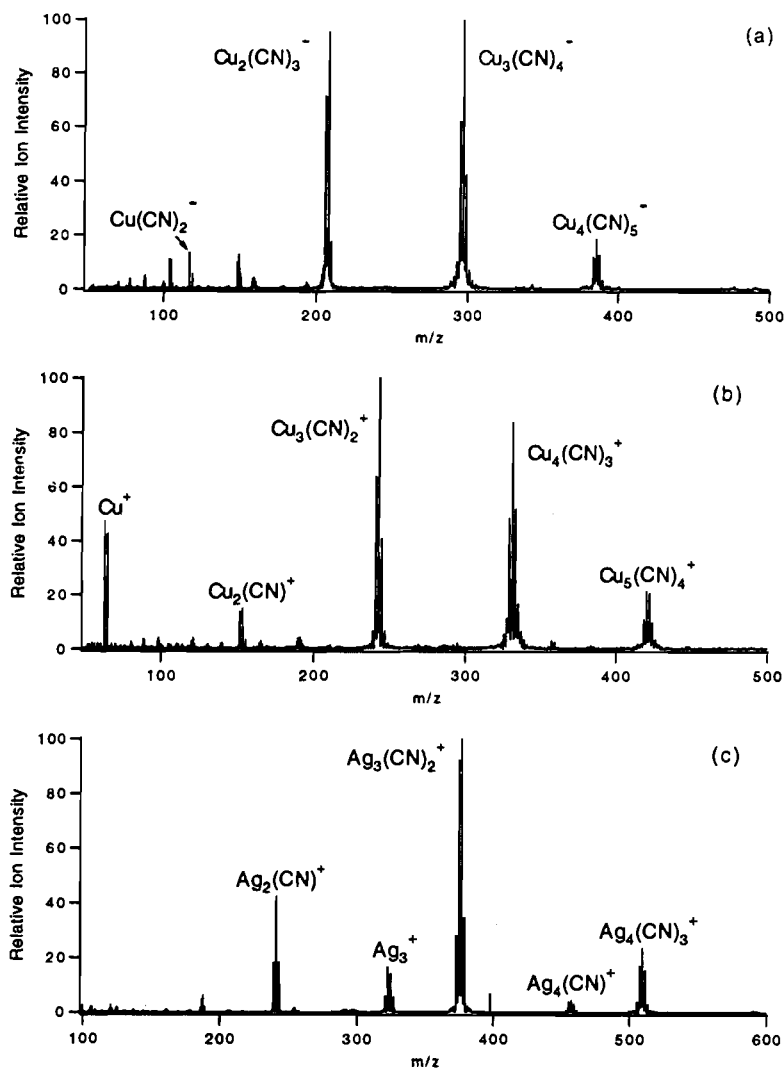 (a)
Relative Ion Intensity
100
80
60
40
20
0
Cu(CN)₂⁻
Cu₂(CN)₃⁻
Cu₃(CN)₄⁻
Cu₄(CN)₅⁻
100 200 300 400 500
m/z
(b)
Relative Ion Intensity
100
80
60
40
20
0
Cu⁺
Cu₂(CN)⁺
Cu₃(CN)₂⁺
Cu₄(CN)₃⁺
Cu₅(CN)₄⁺
100 200 300 400 500
m/z
(c)
Relative Ion Intensity
100
80
60
40
20
0
Ag₂(CN)⁺
Ag₃⁺
Ag₃(CN)₂⁺
Ag₄(CN)⁺
Ag₄(CN)₃⁺
100 200 300 400 500 600
m/z